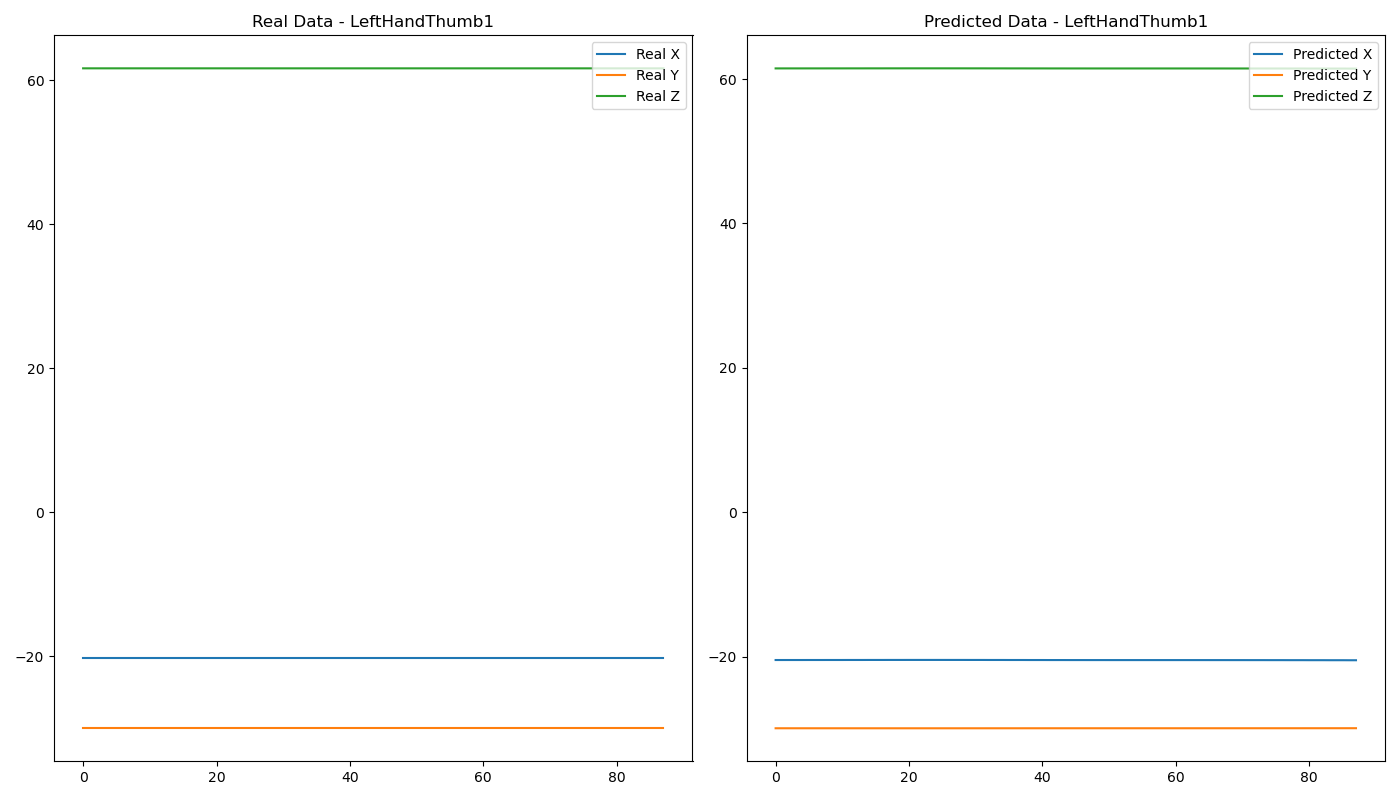 Real Data - LeftHandThumb1
Real X
Real Y
Real Z
60
40
20
0
−20
0 20 40 60 80
Predicted Data - LeftHandThumb1
Predicted X
Predicted Y
Predicted Z
60
40
20
0
−20
0 20 40 60 80